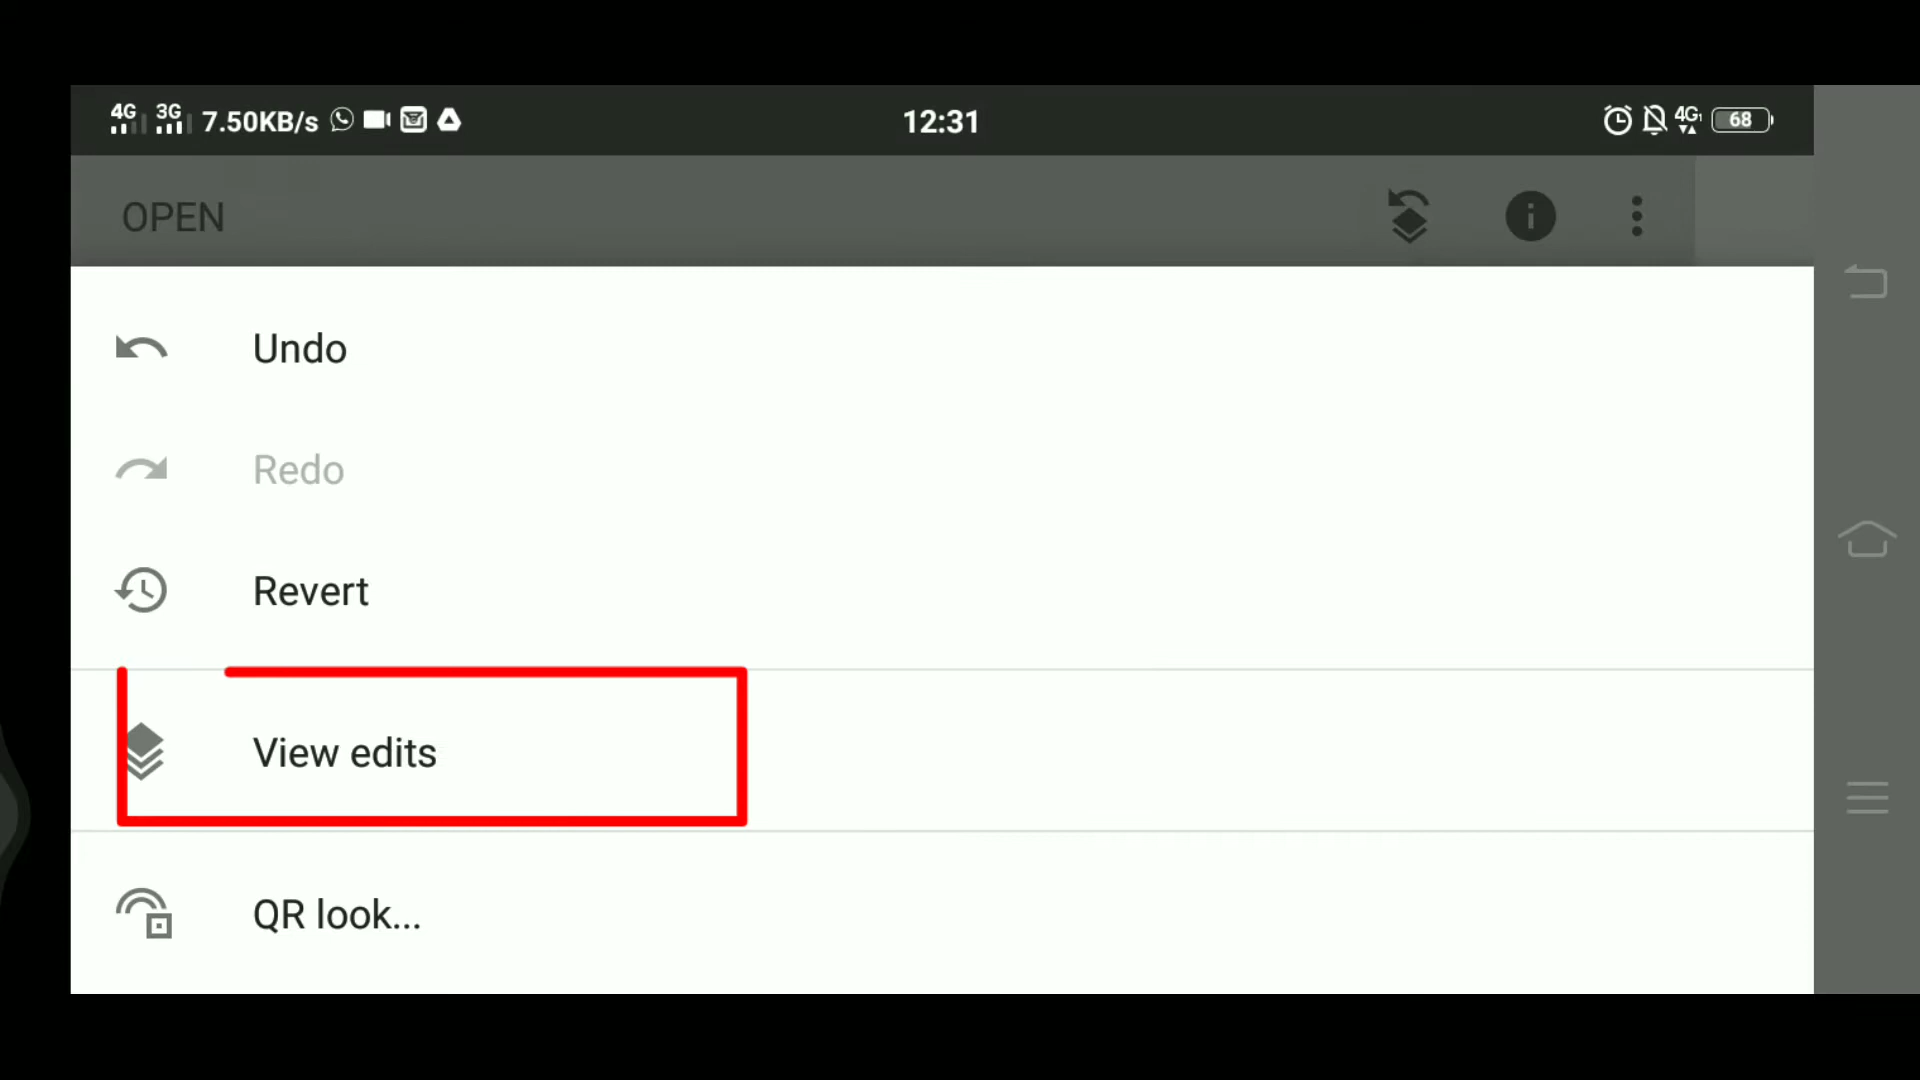 4G 3G 7.50KB/s 12:31 4G 68
OPEN
Undo
Redo
Revert
View edits
QR look...